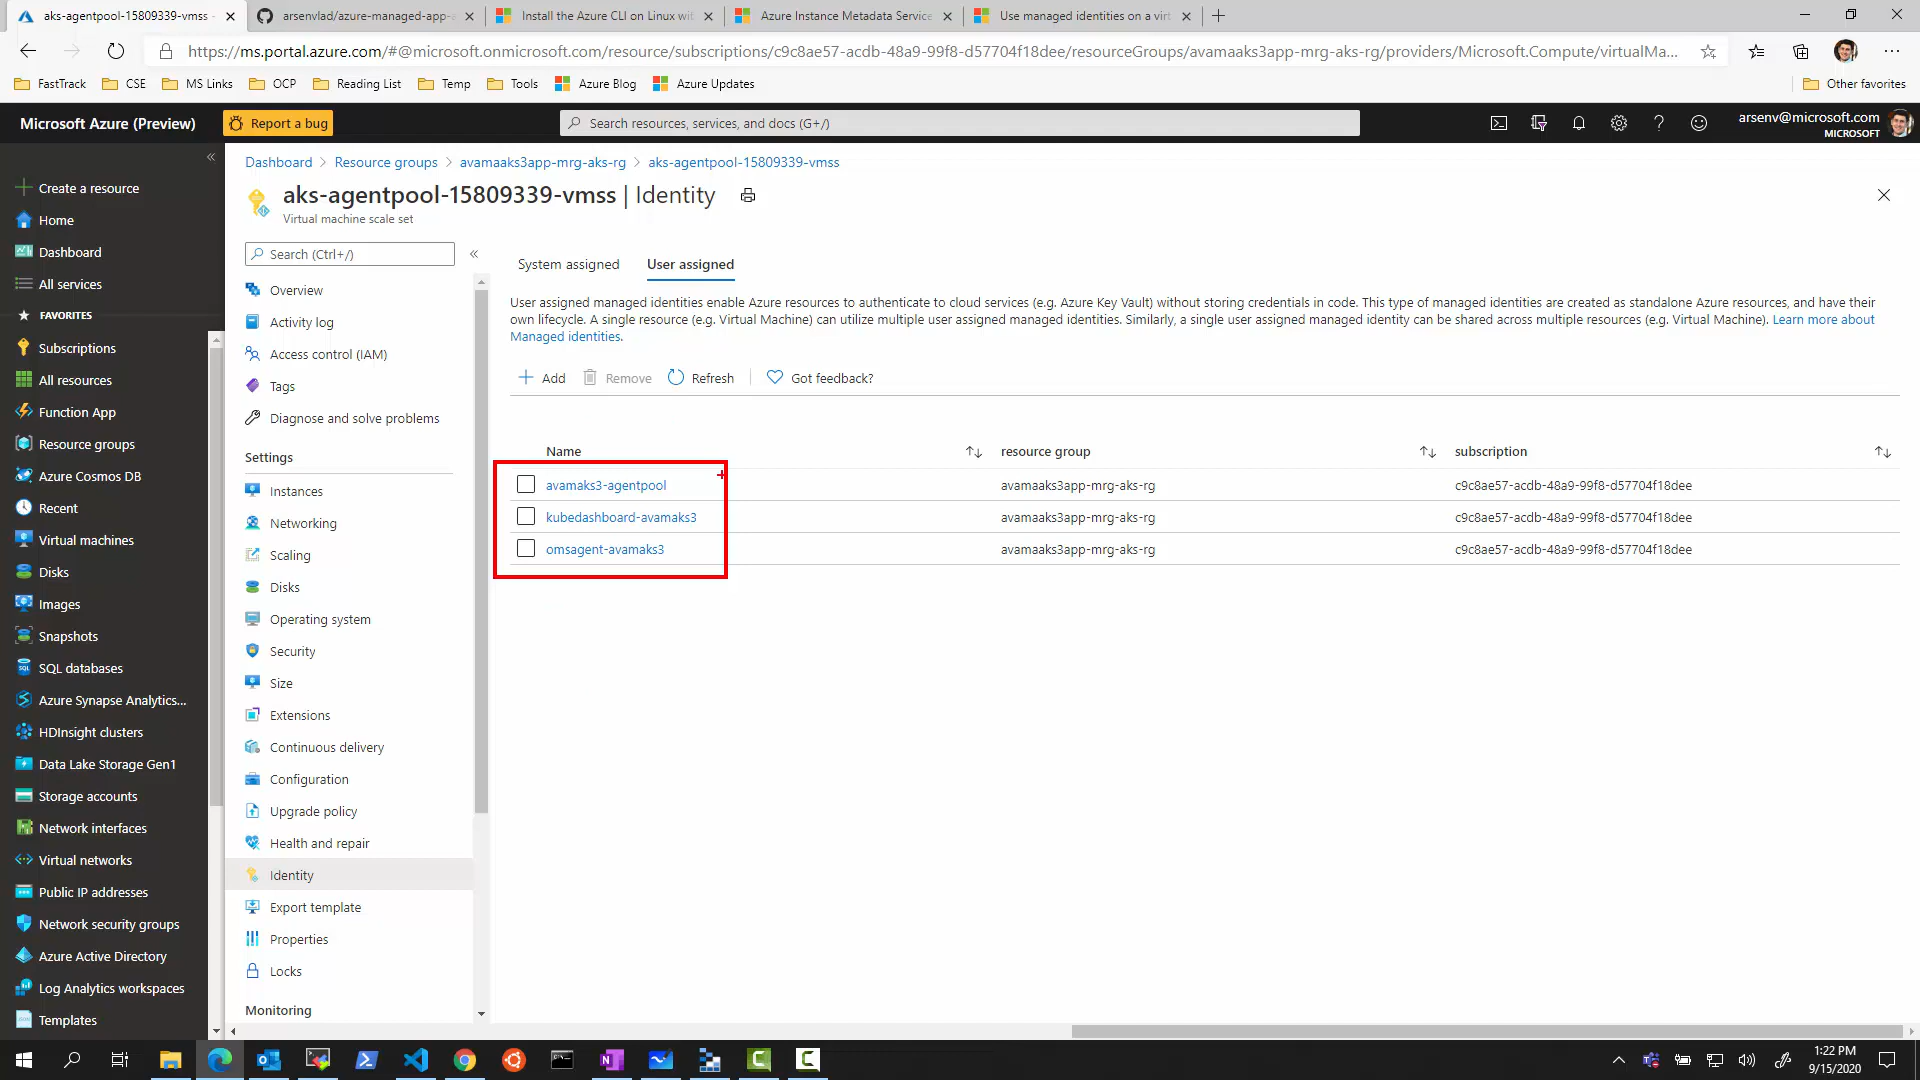 aks-agentpool-15809339-vmss -
arsenvlad/azure-managed-app-a
Install the Azure CLI on Linux wit
Azure Instance Metadata Service
Use managed identities on a virt
https://ms.portal.azure.com/#@microsoft.onmicrosoft.com/resource/subscriptions/c9c8ae57-acdb-48a9-99f8-d57704f18dee/resourceGroups/avamaaks3app-mrg-aks-rg/providers/Microsoft.Compute/virtualMa...
FastTrack
CSE
MS Links
OCP
Reading List
Temp
Tools
Azure Blog
Azure Updates
Other favorites
Microsoft Azure (Preview)
Report a bug
Search resources, services, and docs (G+/)
arsenv@microsoft.com
MICROSOFT
Create a resource
Home
Dashboard
All services
FAVORITES
Subscriptions
All resources
Function App
Resource groups
Azure Cosmos DB
Recent
Virtual machines
Disks
Images
Snapshots
SQL databases
Azure Synapse Analytics...
HDInsight clusters
Data Lake Storage Gen1
Storage accounts
Network interfaces
Virtual networks
Public IP addresses
Network security groups
Azure Active Directory
Log Analytics workspaces
Templates
Dashboard > Resource groups > avamaaks3app-mrg-aks-rg > aks-agentpool-15809339-vmss
aks-agentpool-15809339-vmss | Identity
Virtual machine scale set
Search (Ctrl+/)
Overview
Activity log
Access control (IAM)
Tags
Diagnose and solve problems
Settings
Instances
Networking
Scaling
Disks
Operating system
Security
Size
Extensions
Continuous delivery
Configuration
Upgrade policy
Health and repair
Identity
Export template
Properties
Locks
Monitoring
System assigned
User assigned
User assigned managed identities enable Azure resources to authenticate to cloud services (e.g. Azure Key Vault) without storing credentials in code. This type of managed identities are created as standalone Azure resources, and have their
own lifecycle. A single resource (e.g. Virtual Machine) can utilize multiple user assigned managed identities. Similarly, a single user assigned managed identity can be shared across multiple resources (e.g. Virtual Machine). Learn more about
Managed identities.
Add
Remove
Refresh
Got feedback?
Name resource group subscription
avamaks3-agentpool avamaaks3app-mrg-aks-rg c9c8ae57-acdb-48a9-99f8-d57704f18dee
kubedashboard-avamaks3 avamaaks3app-mrg-aks-rg c9c8ae57-acdb-48a9-99f8-d57704f18dee
omsagent-avamaks3 avamaaks3app-mrg-aks-rg c9c8ae57-acdb-48a9-99f8-d57704f18dee
1:22 PM
9/15/2020